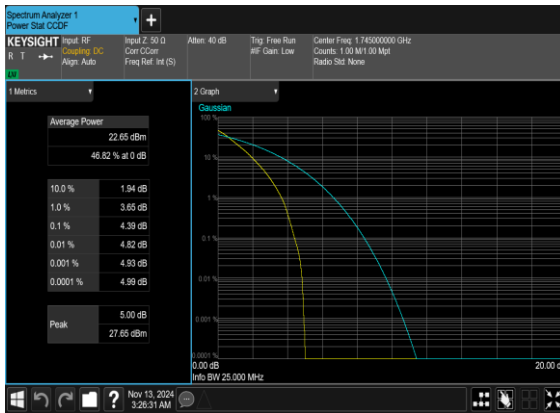 Spectrum Analyzer 1
Power Stat CCDF
KEYSIGHT
R T
LXI
Input: RF
Coupling: DC
Align: Auto
Input Z: 50 Ω
Corr CCorr
Freq Ref: Int (S)
Atten: 40 dB
Trig: Free Run
#IF Gain: Low
Center Freq: 1.745000000 GHz
Counts: 1.00 M/1.00 Mpt
Radio Std: None
1 Metrics
Average Power
22.65 dBm
46.82 % at 0 dB
10.0 % 1.94 dB
1.0 % 3.65 dB
0.1 % 4.39 dB
0.01 % 4.82 dB
0.001 % 4.93 dB
0.0001 % 4.99 dB
Peak
5.00 dB
27.65 dBm
2 Graph
Gaussian
100 %
10 %
1 %
0.1 %
0.01 %
0.001 %
0.0001 %
0.00 dB
20.00 d
Info BW 25.000 MHz
?
Nov 13, 2024
3:26:31 AM